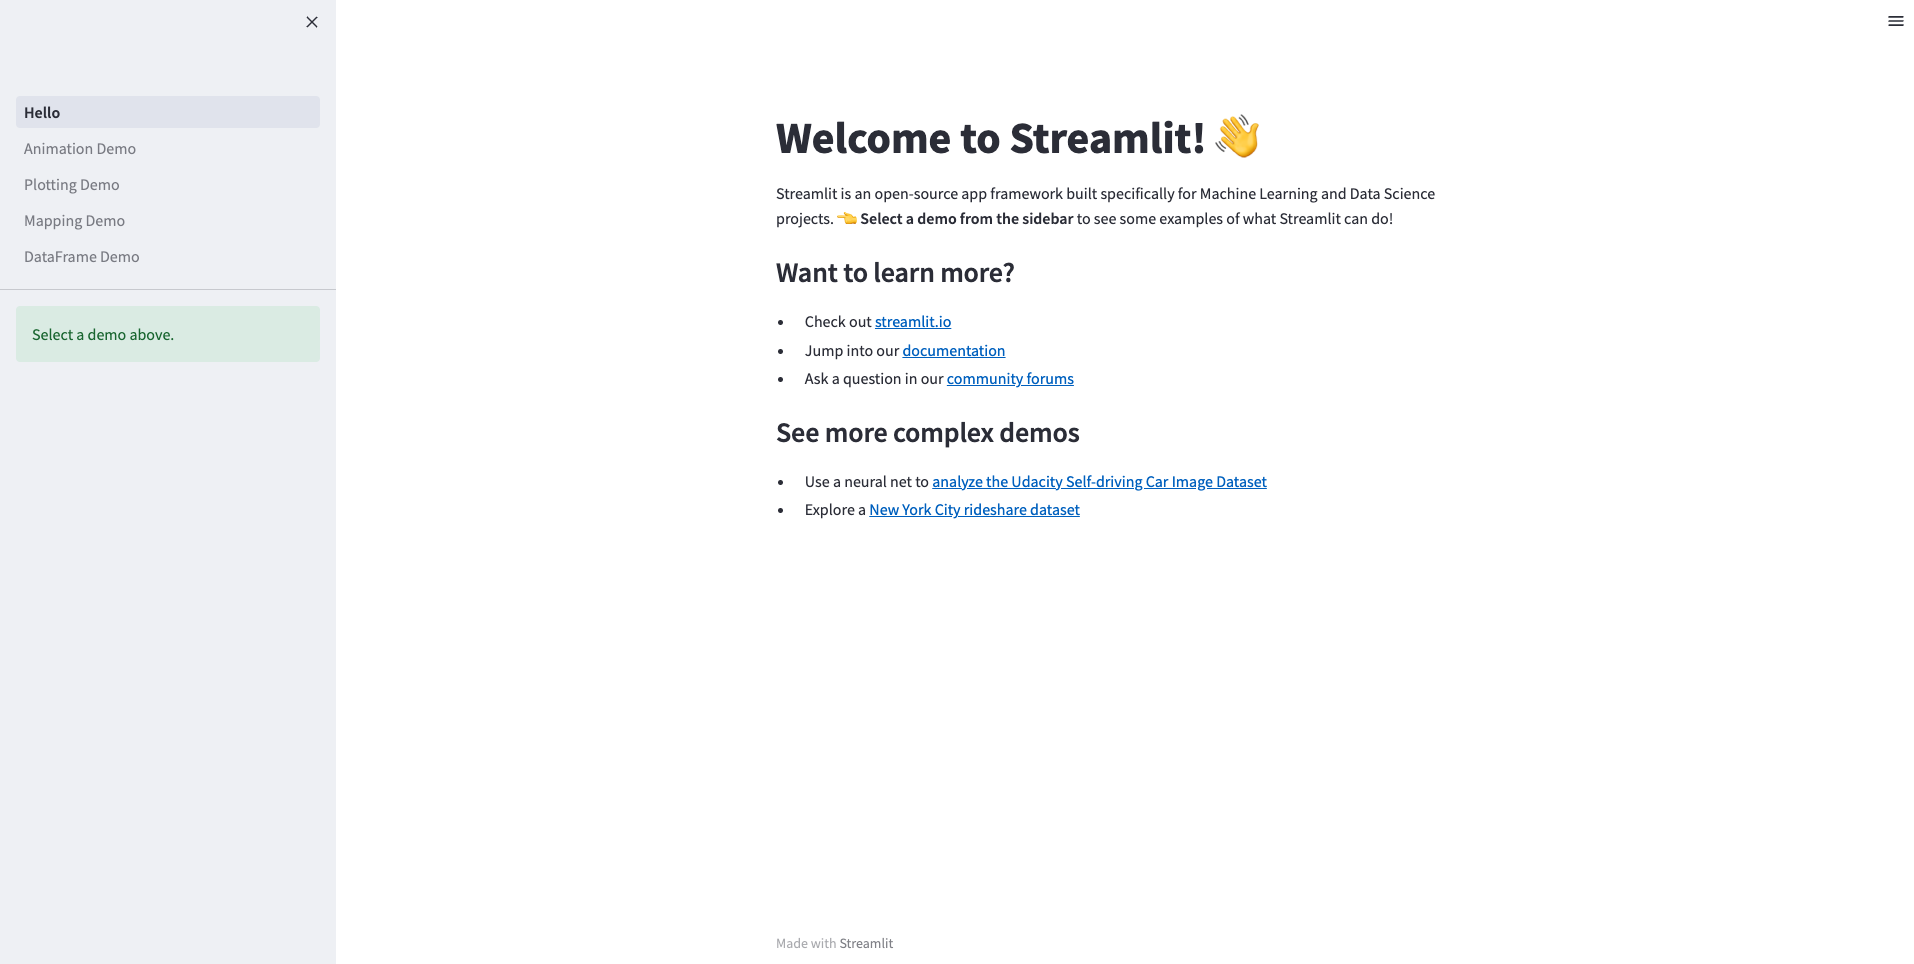 Hello
Animation Demo
Plotting Demo
Mapping Demo
DataFrame Demo
Select a demo above.
Welcome to Streamlit! 👋
Streamlit is an open-source app framework built specifically for Machine Learning and Data Science
projects. 👈 Select a demo from the sidebar to see some examples of what Streamlit can do!
Want to learn more?
• Check out streamlit.io
• Jump into our documentation
• Ask a question in our community forums
See more complex demos
• Use a neural net to analyze the Udacity Self-driving Car Image Dataset
• Explore a New York City rideshare dataset
Made with Streamlit